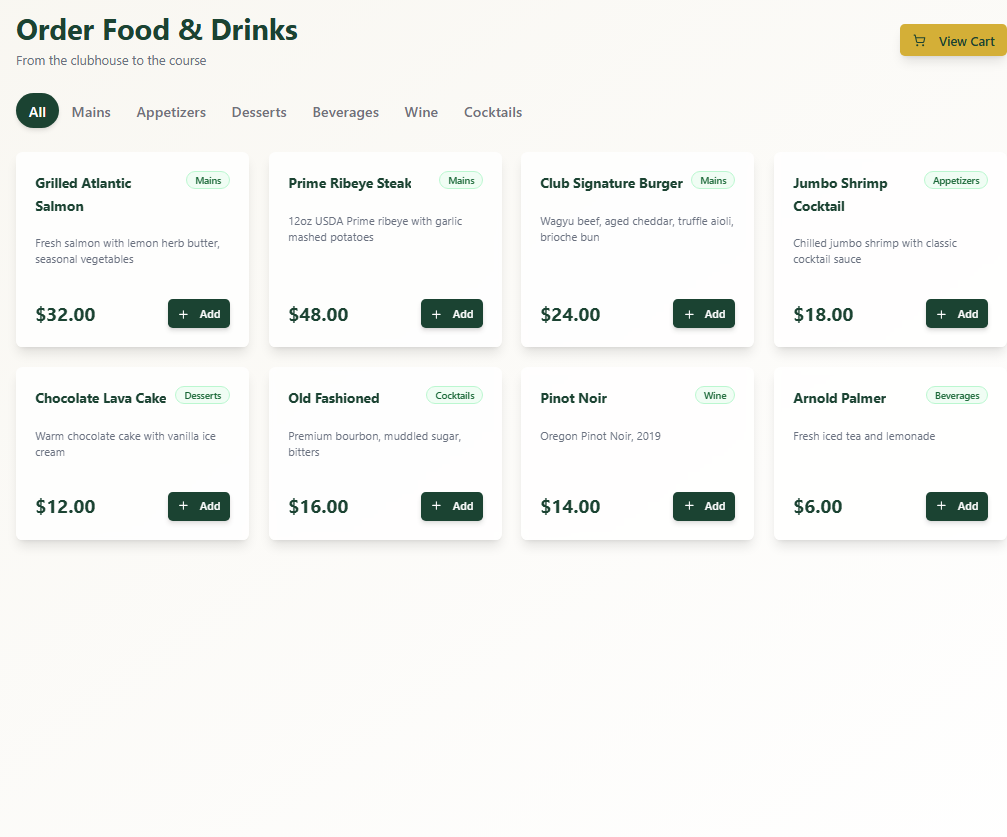 Order Food & Drinks
From the clubhouse to the course
View Cart
All Mains Appetizers Desserts Beverages Wine Cocktails
Grilled Atlantic
Salmon
Mains
Fresh salmon with lemon herb butter,
seasonal vegetables
$32.00
+ Add
Prime Ribeye Steak
Mains
12oz USDA Prime ribeye with garlic
mashed potatoes
$48.00
+ Add
Club Signature Burger
Mains
Wagyu beef, aged cheddar, truffle aioli,
brioche bun
$24.00
+ Add
Jumbo Shrimp
Cocktail
Appetizers
Chilled jumbo shrimp with classic
cocktail sauce
$18.00
+ Add
Chocolate Lava Cake
Desserts
Warm chocolate cake with vanilla ice
cream
$12.00
+ Add
Old Fashioned
Cocktails
Premium bourbon, muddled sugar,
bitters
$16.00
+ Add
Pinot Noir
Wine
Oregon Pinot Noir, 2019
$14.00
+ Add
Arnold Palmer
Beverages
Fresh iced tea and lemonade
$6.00
+ Add